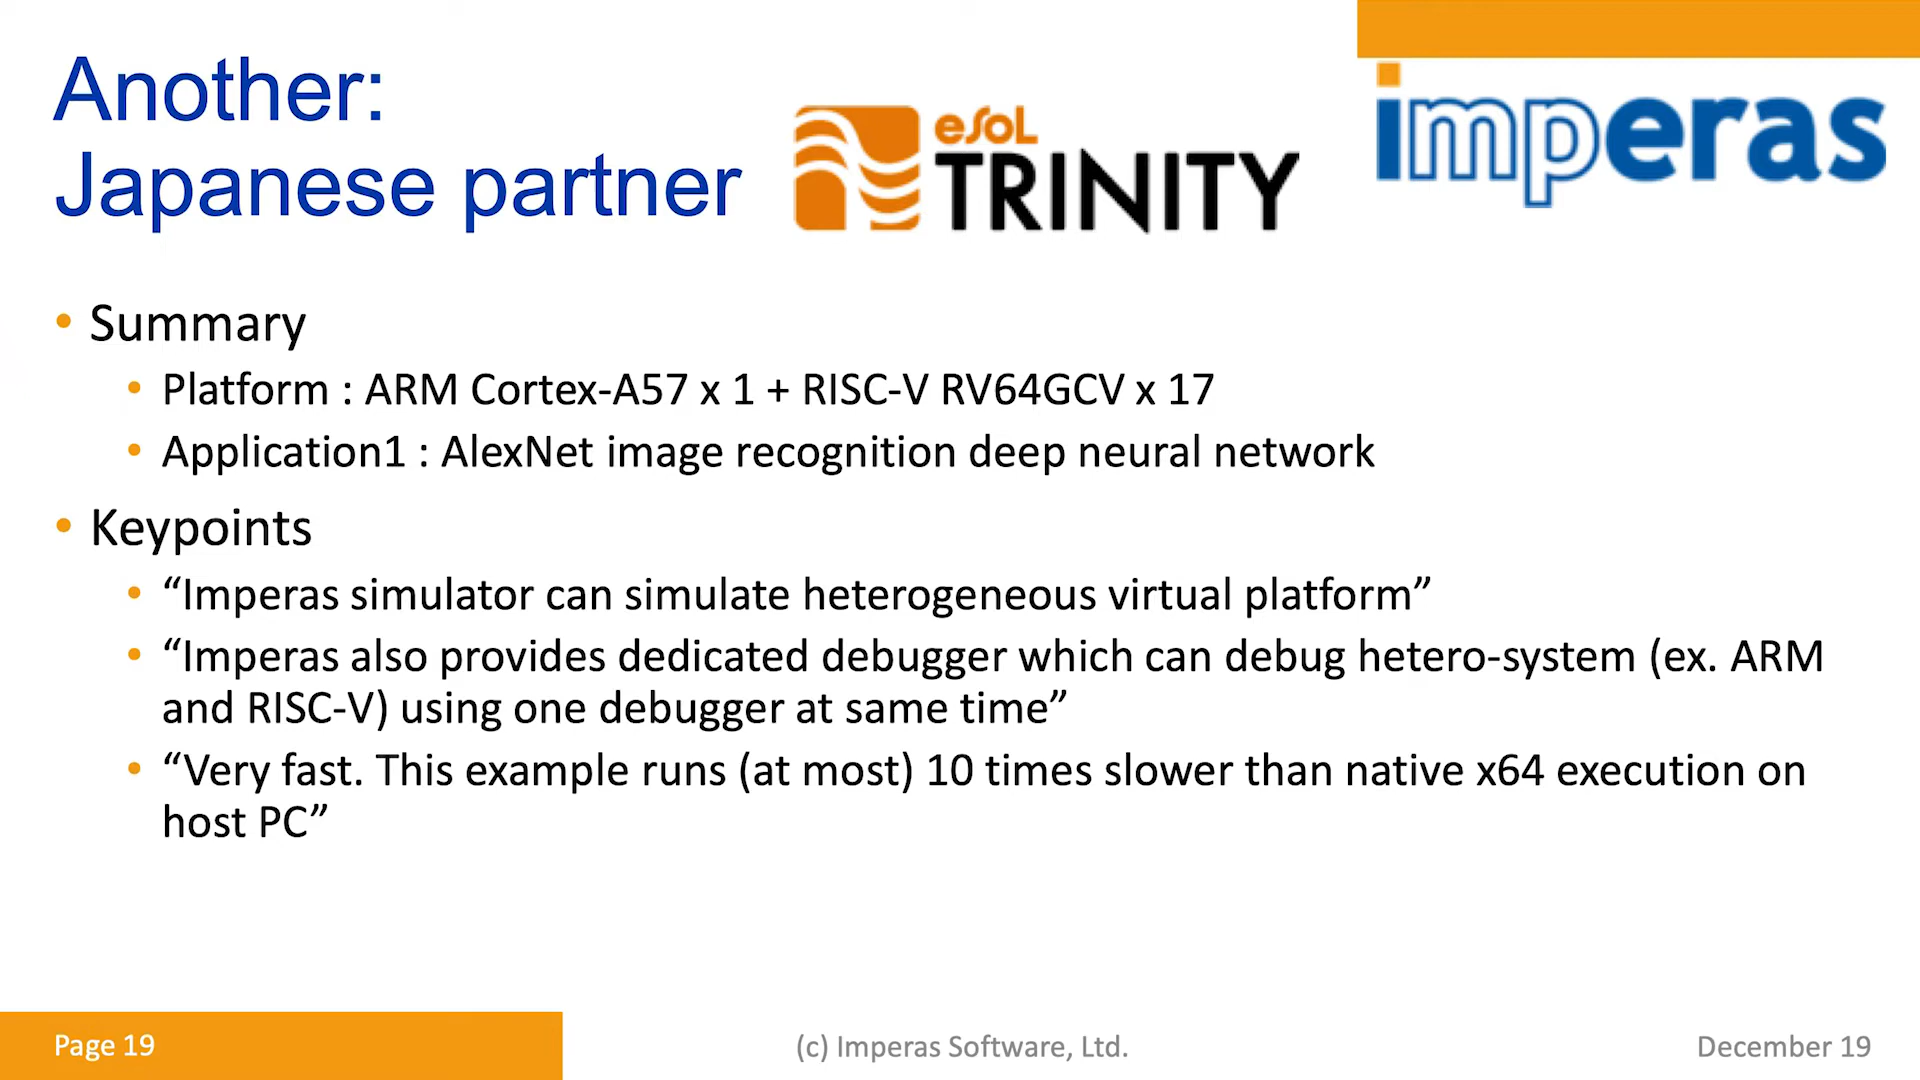 Another:
Japanese partner
eSOL
TRINITY
imperas
• Summary
• Platform : ARM Cortex-A57 x 1 + RISC-V RV64GCV x 17
• Application1 : AlexNet image recognition deep neural network
• Keypoints
• “Imperas simulator can simulate heterogeneous virtual platform”
• “Imperas also provides dedicated debugger which can debug hetero-system (ex. ARM
and RISC-V) using one debugger at same time”
• “Very fast. This example runs (at most) 10 times slower than native x64 execution on
host PC”
Page 19
(c) Imperas Software, Ltd.
December 19